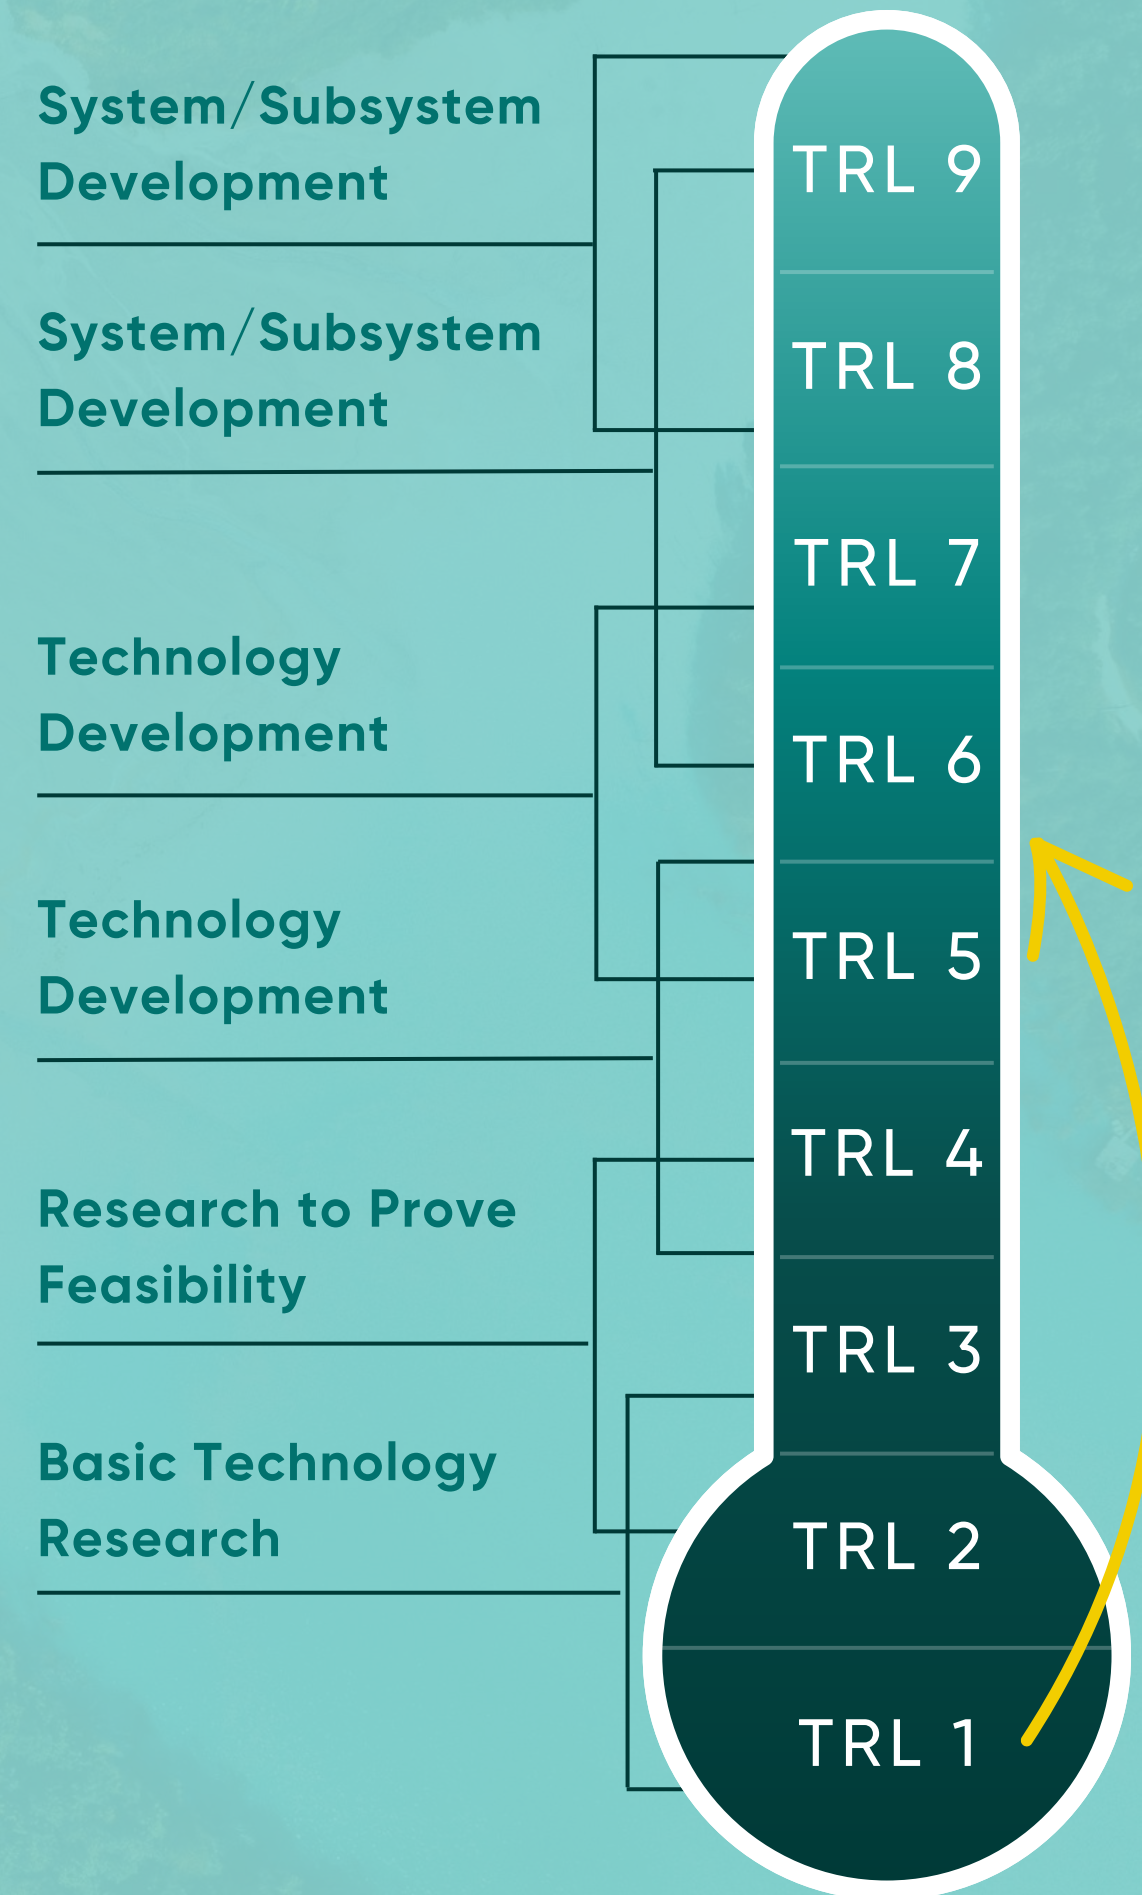 System/Subsystem
Development
System/Subsystem
Development
Technology
Development
Technology
Development
Research to Prove
Feasibility
Basic Technology
Research
TRL 9
TRL 8
TRL 7
TRL 6
TRL 5
TRL 4
TRL 3
TRL 2
TRL 1